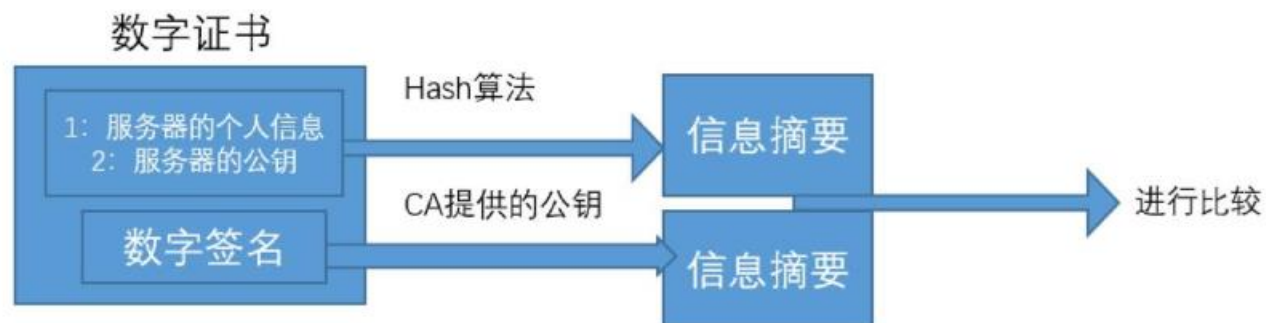 数字证书
1：服务器的个人信息
2：服务器的公钥
数字签名
Hash算法
CA提供的公钥
信息摘要
信息摘要
进行比较